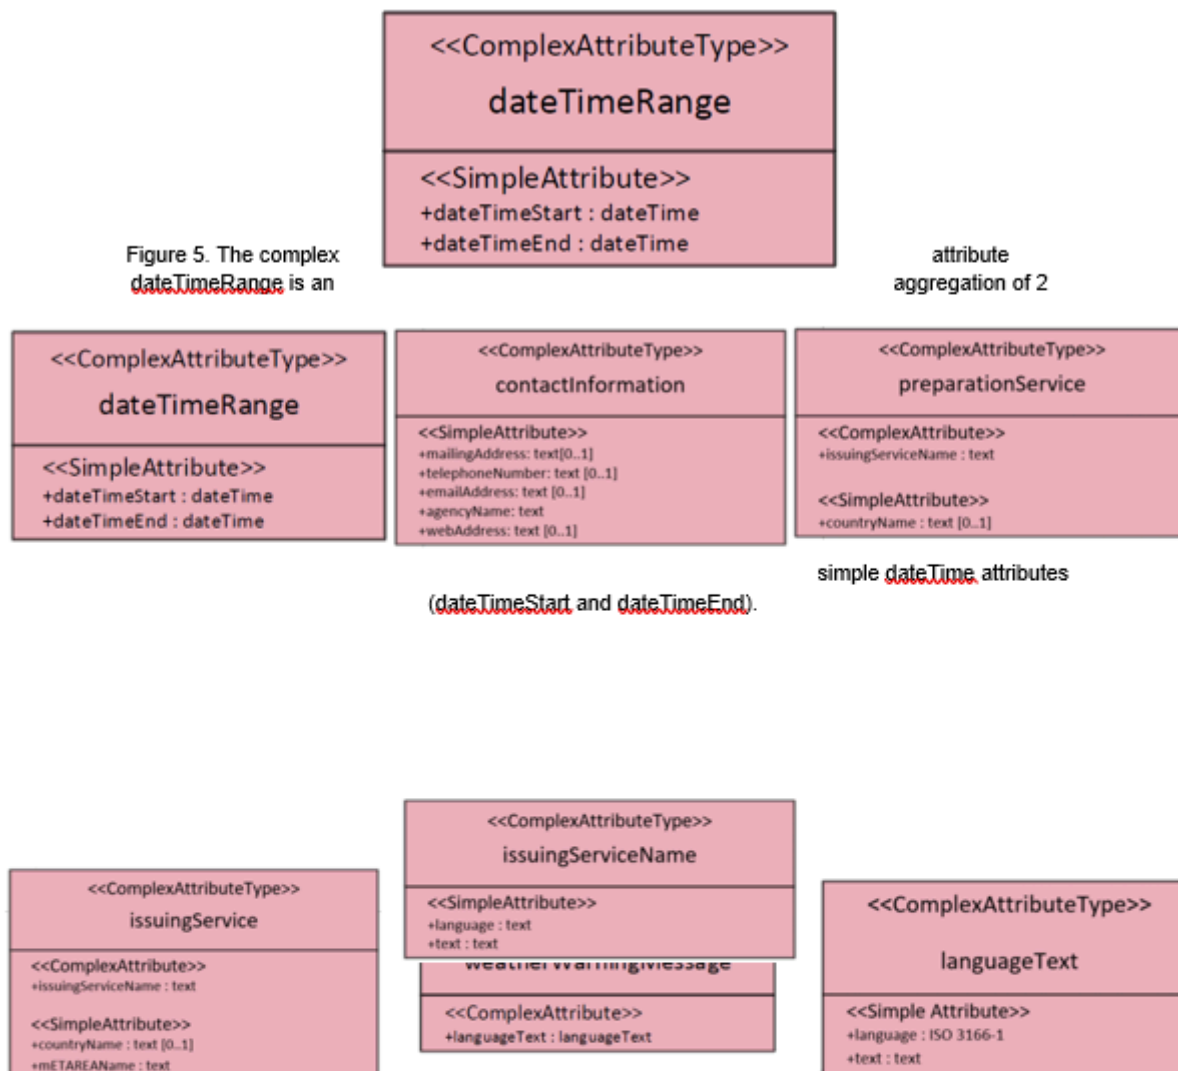 <<ComplexAttributeType>>
dateTimeRange
<<SimpleAttribute>>
+dateTimeStart : dateTime
+dateTimeEnd : dateTime
Figure 5. The complex attribute
dateTimeRange is an aggregation of 2
<<ComplexAttributeType>>
dateTimeRange
<<SimpleAttribute>>
+dateTimeStart : dateTime
+dateTimeEnd : dateTime
<<ComplexAttributeType>>
contactInformation
<<SimpleAttribute>>
+mailingAddress: text[0..1]
+telephoneNumber: text [0..1]
+emailAddress: text [0..1]
+agencyName: text
+webAddress: text [0..1]
<<ComplexAttributeType>>
preparationService
<<ComplexAttribute>>
+issuingServiceName : text
<<SimpleAttribute>>
+countryName : text [0..1]
simple dateTime attributes
(dateTimeStart and dateTimeEnd).
<<ComplexAttributeType>>
issuingService
<<ComplexAttribute>>
+issuingServiceName : text
<<SimpleAttribute>>
+countryName : text [0..1]
+mETAREAName : text
<<ComplexAttributeType>>
issuingServiceName
<<SimpleAttribute>>
+language : text
+text : text
weatherWarningMessage
<<ComplexAttribute>>
+languageText : languageText
<<ComplexAttributeType>>
languageText
<<Simple Attribute>>
+language : ISO 3166-1
+text : text